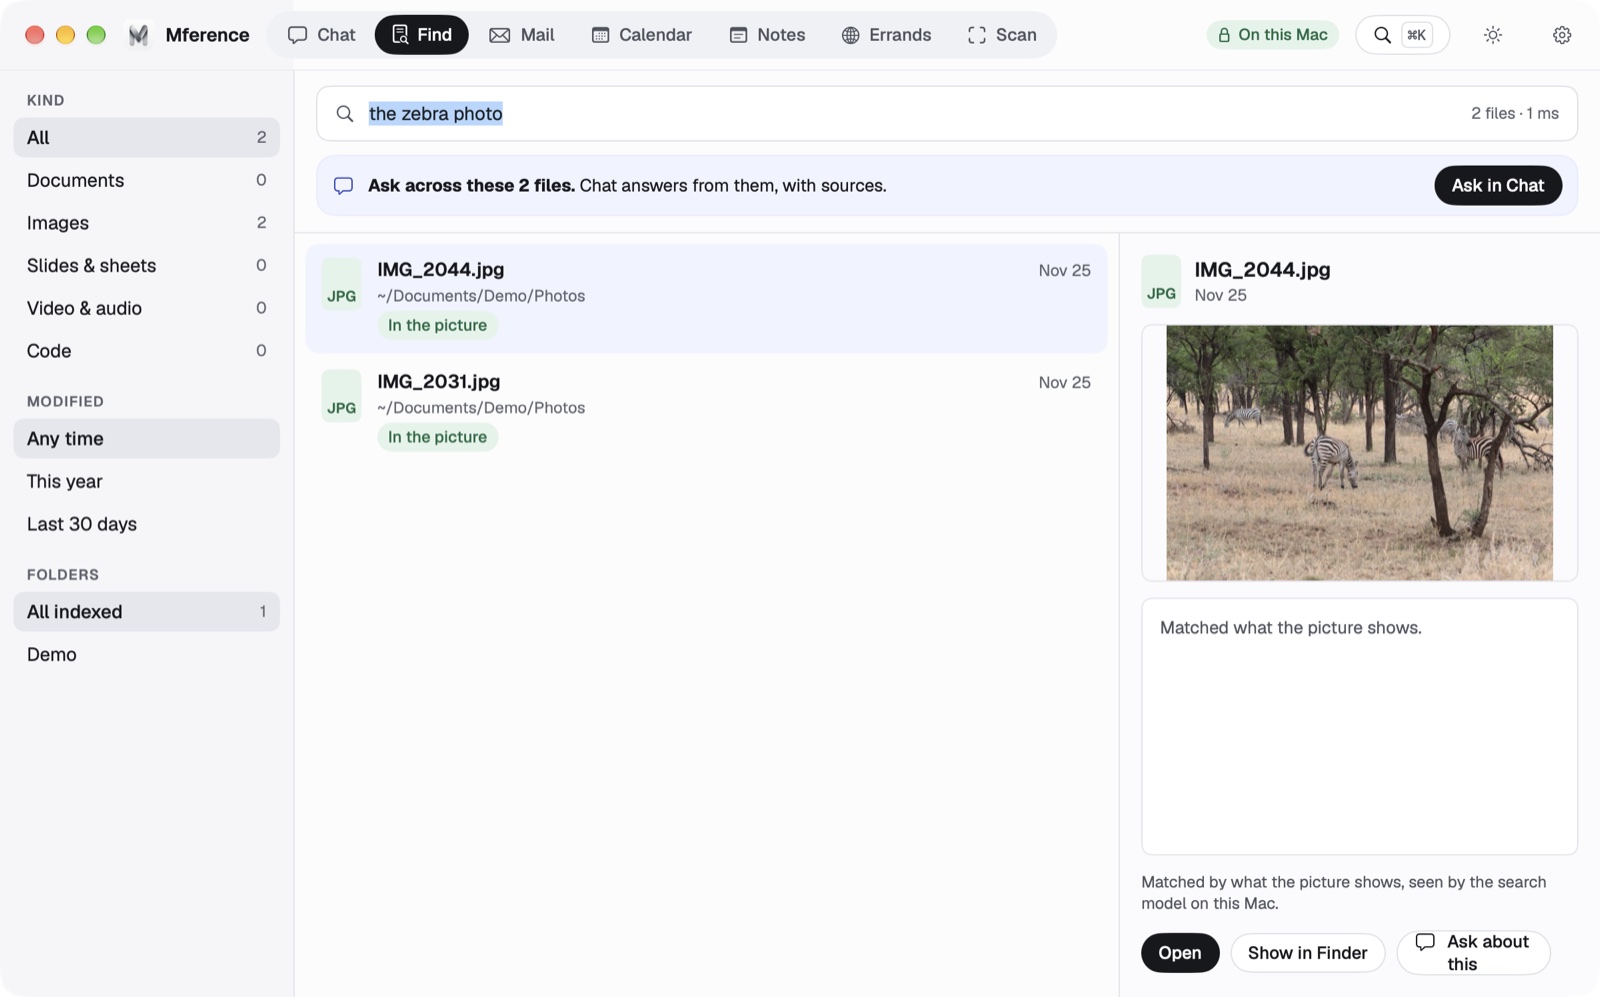 Mference
Chat
Find
Mail
Calendar
Notes
Errands
Scan
On this Mac
⌘K
KIND
All 2
Documents 0
Images 2
Slides & sheets 0
Video & audio 0
Code 0
MODIFIED
Any time
This year
Last 30 days
FOLDERS
All indexed 1
Demo
the zebra photo
2 files · 1 ms
Ask across these 2 files. Chat answers from them, with sources.
Ask in Chat
JPG
IMG_2044.jpg
Nov 25
~/Documents/Demo/Photos
In the picture
JPG
IMG_2031.jpg
Nov 25
~/Documents/Demo/Photos
In the picture
JPG
IMG_2044.jpg
Nov 25
Matched what the picture shows.
Matched by what the picture shows, seen by the search
model on this Mac.
Open
Show in Finder
Ask about
this